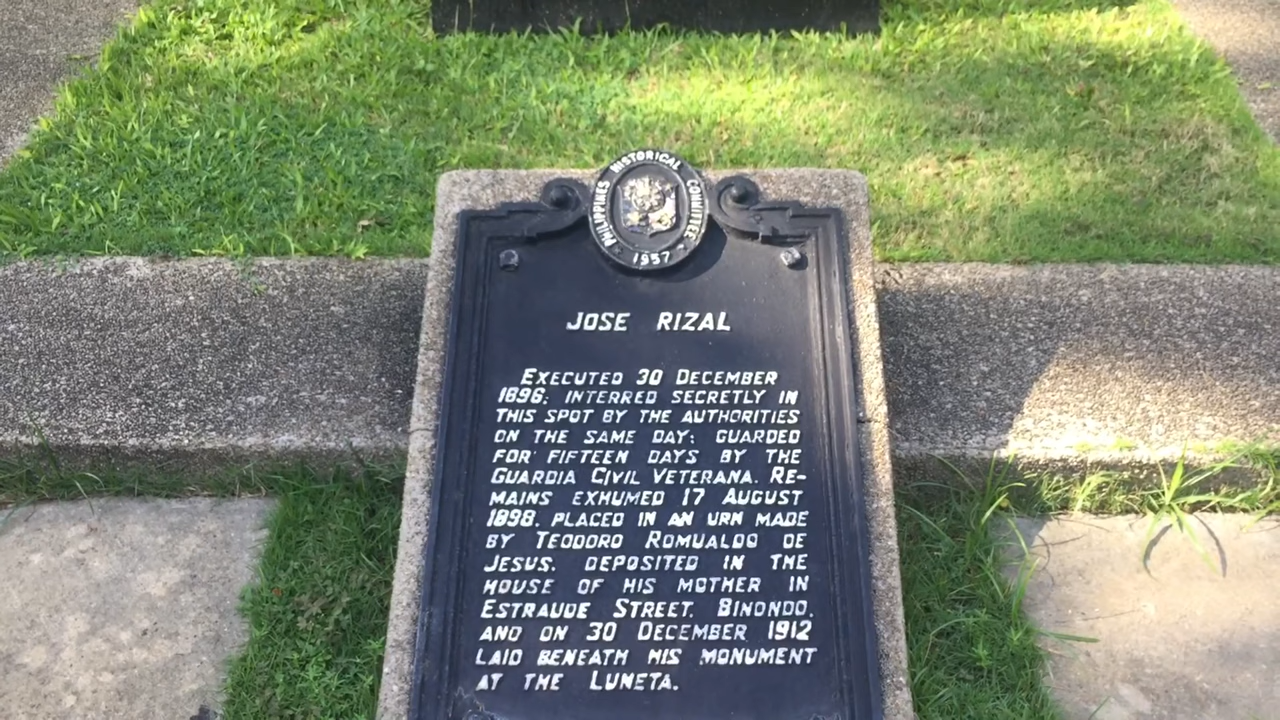 PHILIPPINES HISTORICAL COMMITTEE
1957
JOSE RIZAL
EXECUTED 30 DECEMBER
1896; INTERRED SECRETLY IN
THIS SPOT BY THE AUTHORITIES
ON THE SAME DAY; GUARDED
FOR FIFTEEN DAYS BY THE
GUARDIA CIVIL VETERANA. RE-
MAINS EXHUMED 17 AUGUST
1898, PLACED IN AN URN MADE
BY TEODORO ROMUALDO DE
JESUS, DEPOSITED IN THE
HOUSE OF HIS MOTHER IN
ESTRAUDE STREET, BINONDO,
AND ON 30 DECEMBER 1912
LAID BENEATH HIS MONUMENT
AT THE LUNETA.